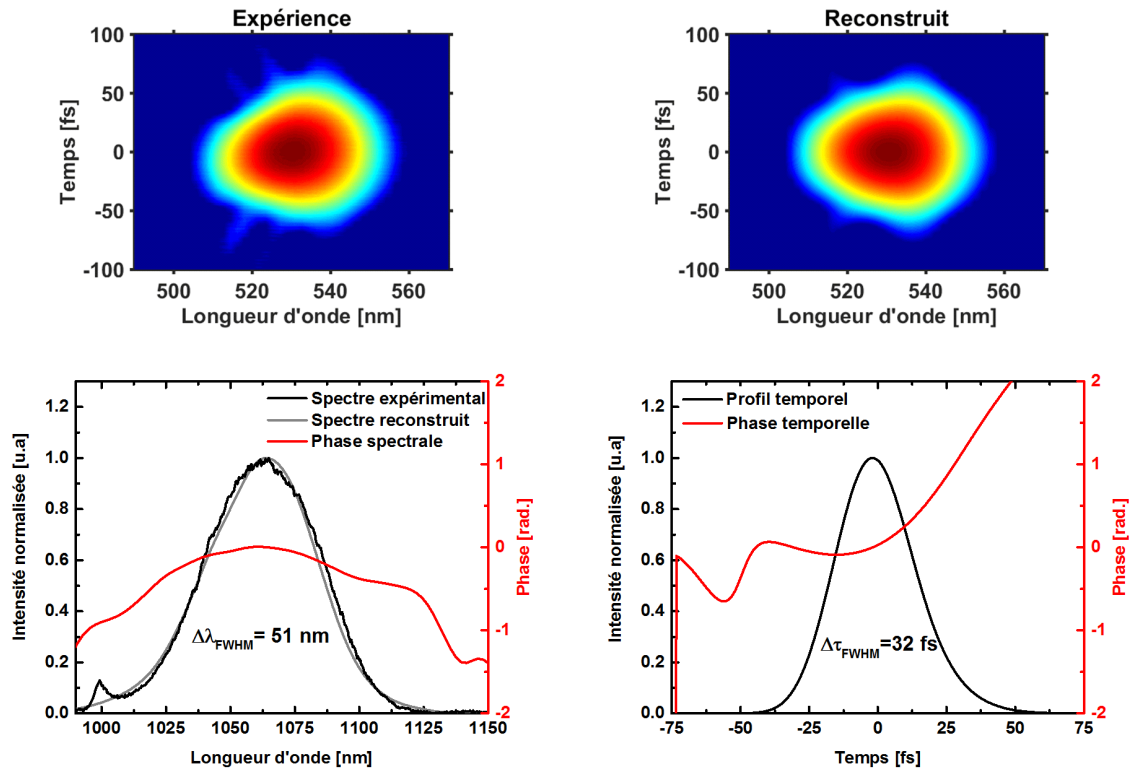 Expérience
Temps [fs]
100
50
0
-50
-100
500 520 540 560
Longueur d'onde [nm]
Reconstruit
Temps [fs]
100
50
0
-50
-100
500 520 540 560
Longueur d'onde [nm]
Intensité normalisée [u.a]
1.2
1.0
0.8
0.6
0.4
0.2
0.0
Spectre expérimental
Spectre reconstruit
Phase spectrale
ΔλFWHM= 51 nm
2
1
0
-1
-2
Phase [rad.]
1000 1025 1050 1075 1100 1125 1150
Longueur d'onde [nm]
Intensité normalisée [u.a]
1.2
1.0
0.8
0.6
0.4
0.2
0.0
Profil temporel
Phase temporelle
ΔτFWHM=32 fs
2
1
0
-1
-2
Phase [rad.]
-75 -50 -25 0 25 50 75
Temps [fs]